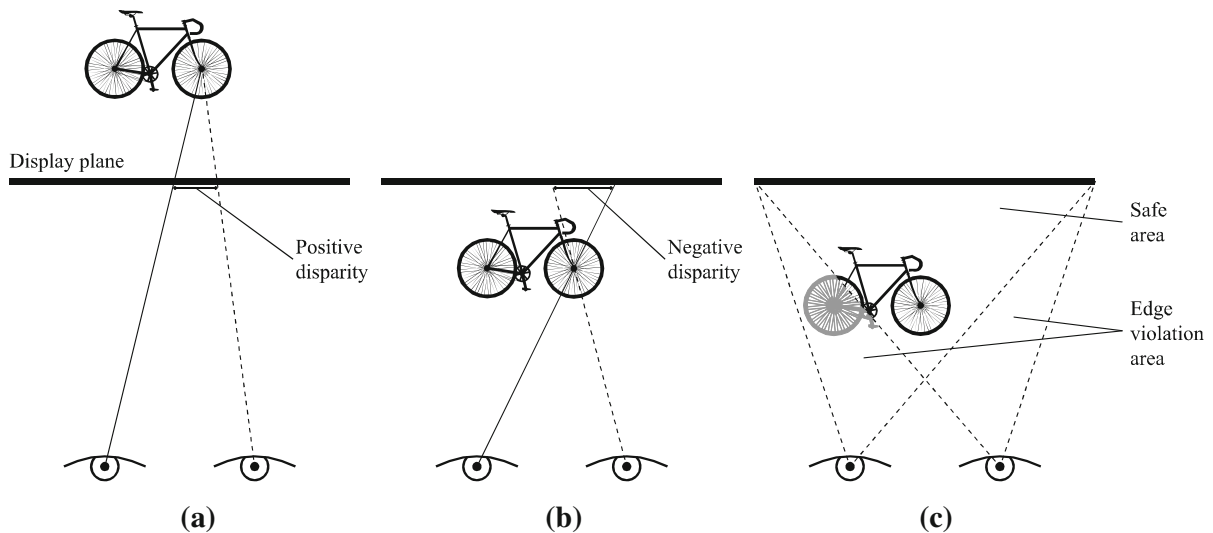 Display plane
Positive
disparity
Negative
disparity
Safe
area
Edge
violation
area
(a)
(b)
(c)